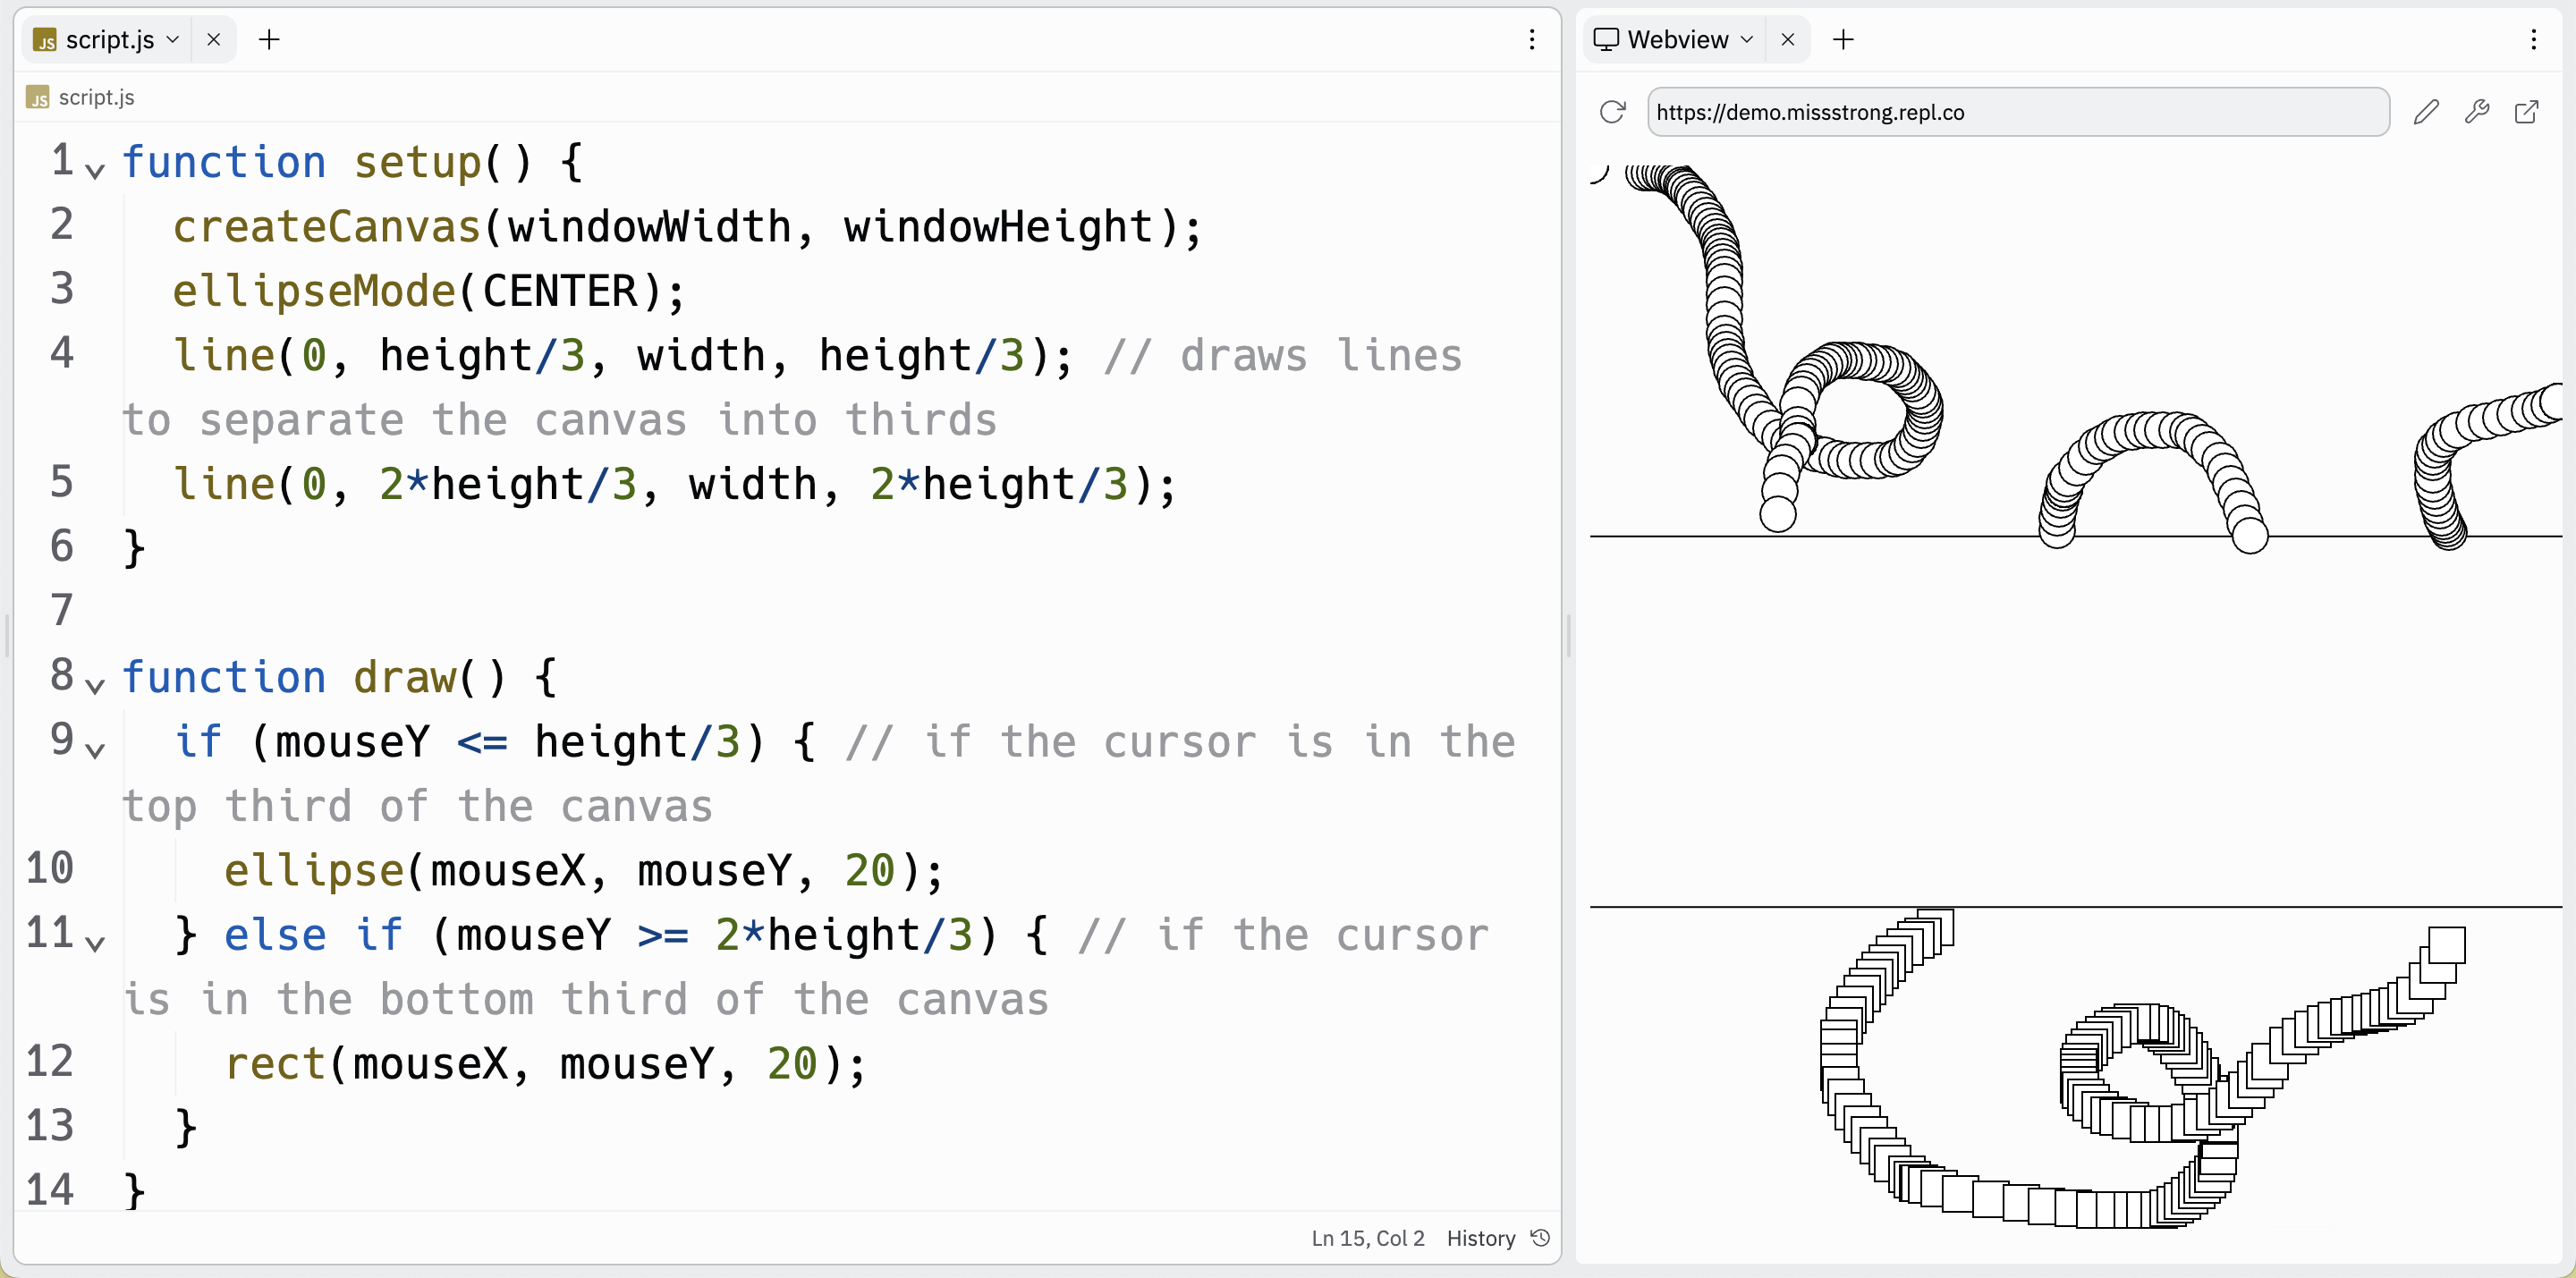 JS script.js
JS script.js
1 function setup() {
2 createCanvas(windowWidth, windowHeight);
3 ellipseMode(CENTER);
4 line(0, height/3, width, height/3); // draws lines
to separate the canvas into thirds
5 line(0, 2*height/3, width, 2*height/3);
6 }
7
8 function draw() {
9 if (mouseY <= height/3) { // if the cursor is in the
top third of the canvas
10 ellipse(mouseX, mouseY, 20);
11 } else if (mouseY >= 2*height/3) { // if the cursor
is in the bottom third of the canvas
12 rect(mouseX, mouseY, 20);
13 }
14 }
Ln 15, Col 2 History
Webview
https://demo.missstrong.repl.co